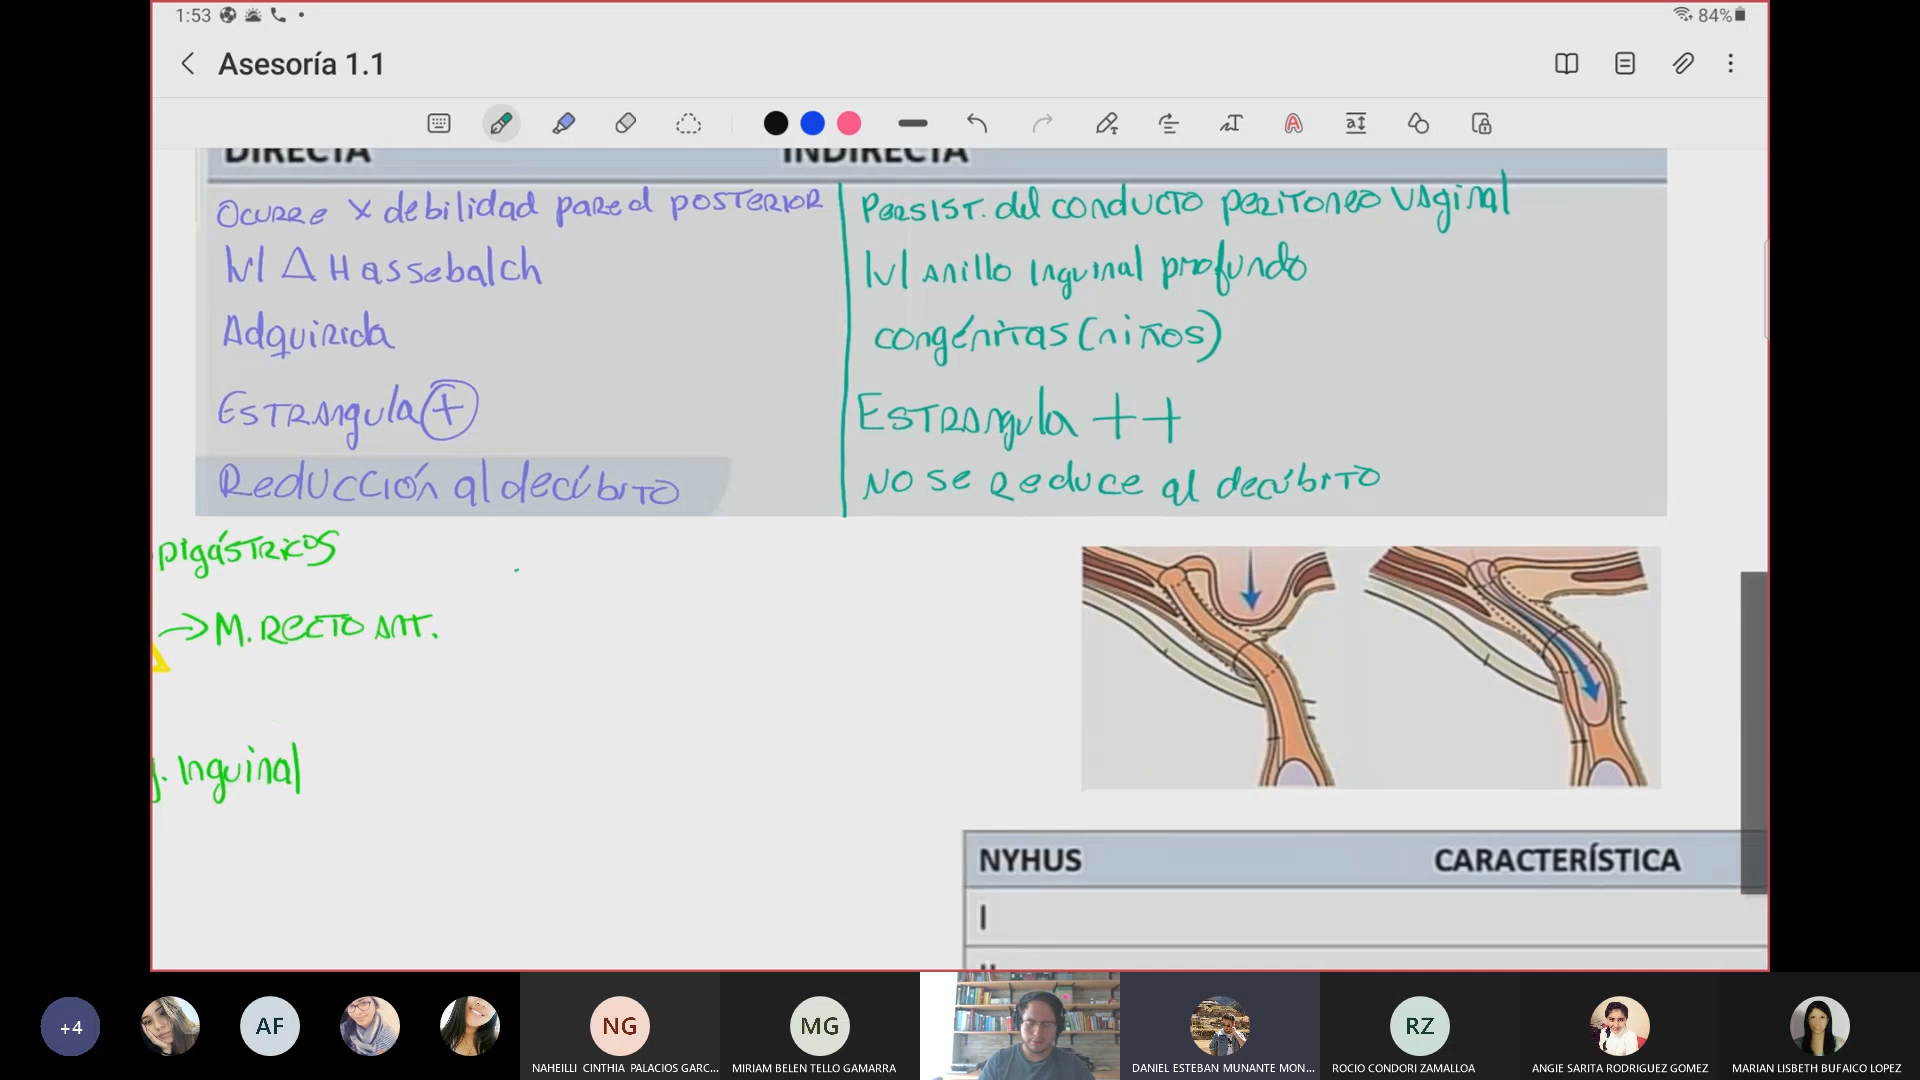 1:53
84%
Asesoría 1.1
DIRECTA INDIRECTA
Ocurre x debilidad pared posterior
Persist. del conducto peritoneo vaginal
lvl Δ Hassebalch
lvl anillo inguinal profundo
Adquirida
congénitas (niños)
Estrangula +
Estrangula ++
Reducción al decúbito
No se reduce al decúbito
pigástricos
→ M. Recto ant.
. Inguinal
NYHUS CARACTERÍSTICA
I
+4
AF
NG
MG
RZ
NAHEILLI CINTHIA PALACIOS GARC...
MIRIAM BELEN TELLO GAMARRA
DANIEL ESTEBAN MUNANTE MON...
ROCIO CONDORI ZAMALLOA
ANGIE SARITA RODRIGUEZ GOMEZ
MARIAN LISBETH BUFAICO LOPEZ